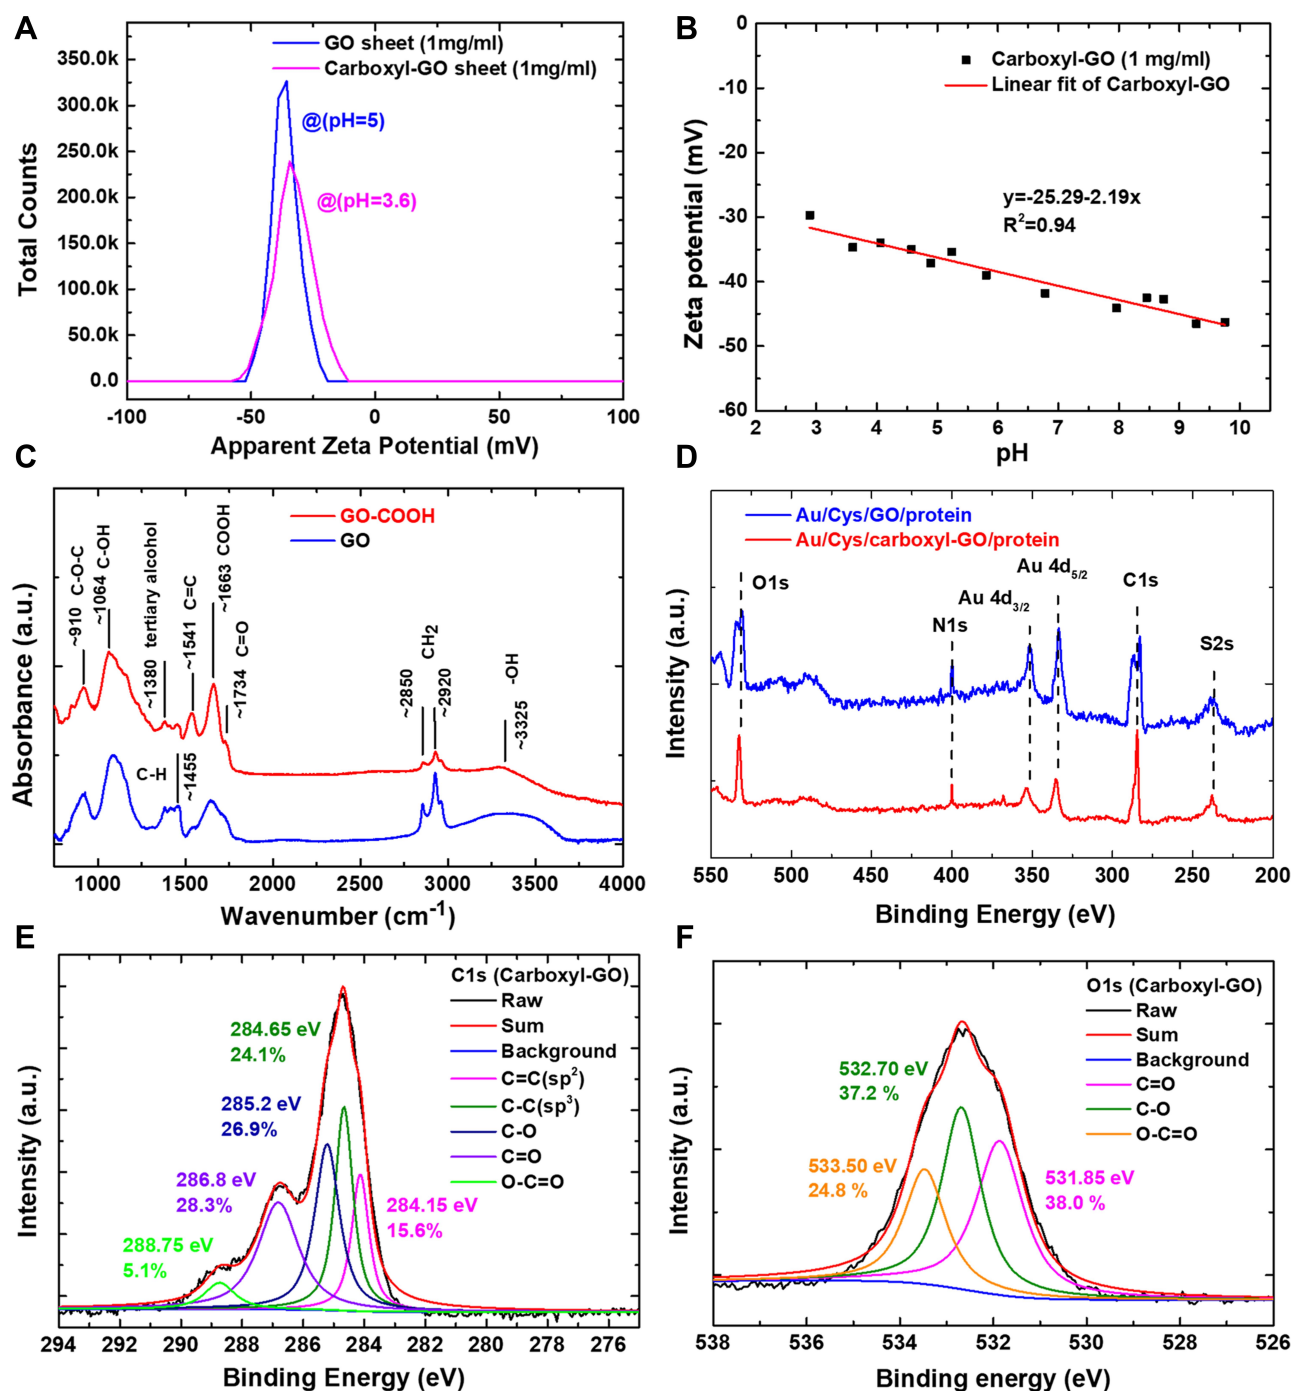 A
GO sheet (1mg/ml)
Carboxyl-GO sheet (1mg/ml)
@(pH=5)
@(pH=3.6)
350.0k
300.0k
250.0k
200.0k
150.0k
100.0k
50.0k
0.0
Total Counts
-100 -50 0 50 100
Apparent Zeta Potential (mV)
B
Carboxyl-GO (1 mg/ml)
Linear fit of Carboxyl-GO
y=-25.29-2.19x
R²=0.94
0
-10
-20
-30
-40
-50
-60
Zeta potential (mV)
2 3 4 5 6 7 8 9 10
pH
C
GO-COOH
GO
~910 C-O-C
~1064 C-OH
~1380 tertiary alcohol
~1541 C=C
~1663 COOH
~1734 C=O
C-H
~1455
~2850
CH2
~2920
-OH
~3325
Absorbance (a.u.)
1000 1500 2000 2500 3000 3500 4000
Wavenumber (cm-1)
D
Au/Cys/GO/protein
Au/Cys/carboxyl-GO/protein
O1s
N1s
Au 4d3/2
Au 4d5/2
C1s
S2s
Intensity (a.u.)
550 500 450 400 350 300 250 200
Binding Energy (eV)
E
C1s (Carboxyl-GO)
Raw
Sum
Background
C=C(sp²)
C-C(sp³)
C-O
C=O
O-C=O
284.65 eV
24.1%
285.2 eV
26.9%
286.8 eV
28.3%
288.75 eV
5.1%
284.15 eV
15.6%
Intensity (a.u.)
294 292 290 288 286 284 282 280 278 276
Binding Energy (eV)
F
O1s (Carboxyl-GO)
Raw
Sum
Background
C=O
C-O
O-C=O
532.70 eV
37.2 %
533.50 eV
24.8 %
531.85 eV
38.0 %
Intensity (a.u.)
538 536 534 532 530 528 526
Binding energy (eV)